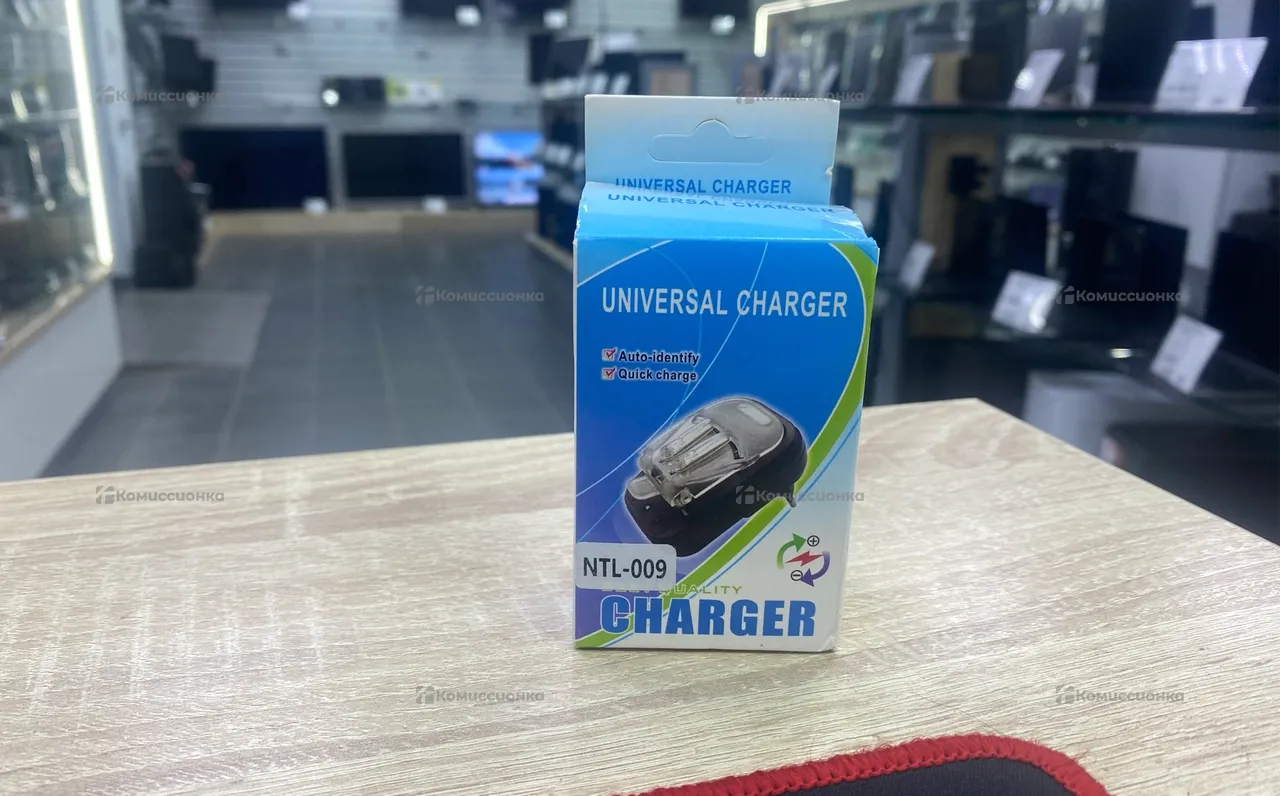 UNIVERSAL CHARGER
UNIVERSAL CHARGER
UNIVERSAL CHARGER
Auto-identify
Quick charge
NTL-009
QUALITY
CHARGER
Комиссионка
Комиссионка
Комиссионка
Комиссионка
Комиссионка
Комиссионка
Комиссионка
Комиссионка